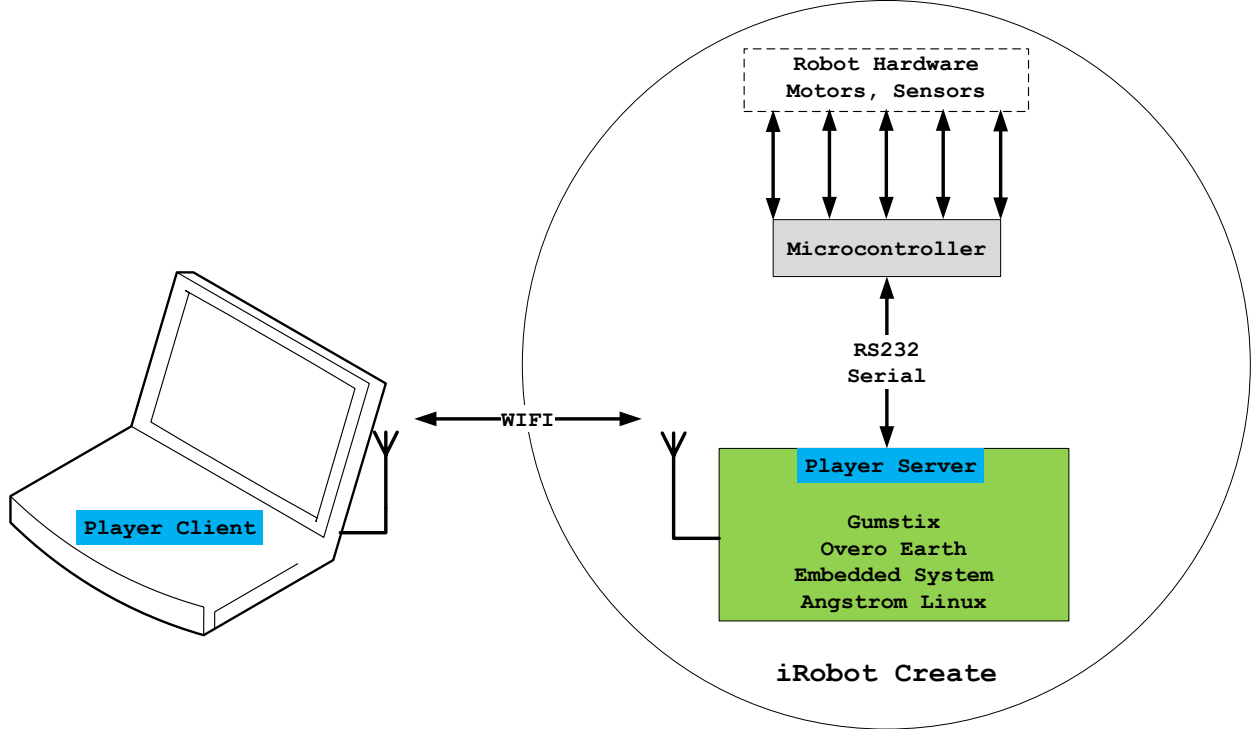 Robot Hardware
Motors, Sensors
Microcontroller
RS232
Serial
WIFI
Player Server
Player Client
Gumstix
Overo Earth
Embedded System
Angstrom Linux
iRobot Create